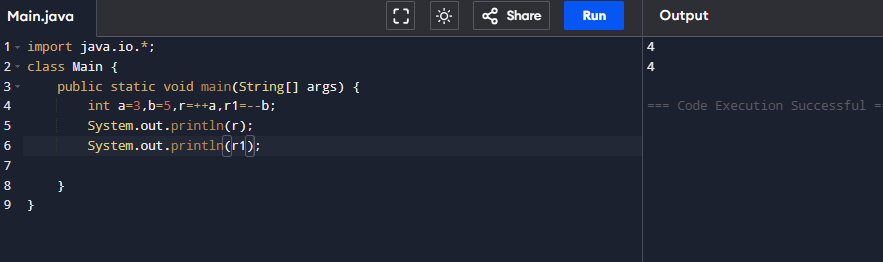 Main.java
Share
Run
Output
1 import java.io.*;
2 class Main {
3     public static void main(String[] args) {
4         int a=3,b=5,r=++a,r1=--b;
5         System.out.println(r);
6         System.out.println(r1);
7
8     }
9 }
4
4
=== Code Execution Successful ==